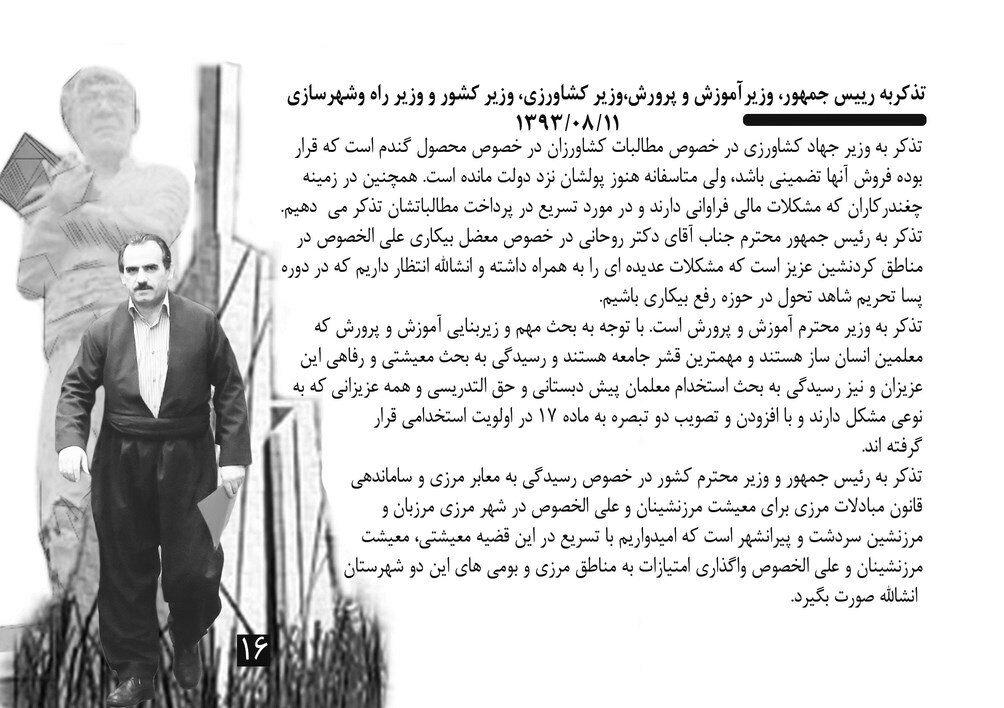 تذکربه رییس جمهور، وزیرآموزش و پرورش،وزیر کشاورزی، وزیر کشور و وزیر راه وشهرسازی
۱۳۹۳/۰۸/۱۱
تذکر به وزیر جهاد کشاورزی در خصوص مطالبات کشاورزان در خصوص محصول گندم است که قرار
بوده فروش آنها تضمینی باشد، ولی متاسفانه هنوز پولشان نزد دولت مانده است. همچنین در زمینه
چغندرکاران که مشکلات مالی فراوانی دارند و در مورد تسریع در پرداخت مطالباتشان تذکر می دهیم.
تذکر به رئیس جمهور محترم جناب آقای دکتر روحانی در خصوص معضل بیکاری علی الخصوص در
مناطق کردنشین عزیز است که مشکلات عدیده ای را به همراه داشته و انشالله انتظار داریم که در دوره
پسا تحریم شاهد تحول در حوزه رفع بیکاری باشیم.
تذکر به وزیر محترم آموزش و پرورش است. با توجه به بحث مهم و زیربنایی آموزش و پرورش که
معلمین انسان ساز هستند و مهمترین قشر جامعه هستند و رسیدگی به بحث معیشتی و رفاهی این
عزیزان و نیز رسیدگی به بحث استخدام معلمان پیش دبستانی و حق التدریسی و همه عزیزانی که به
نوعی مشکل دارند و با افزودن و تصویب دو تبصره به ماده ۱۷ در اولویت استخدامی قرار
گرفته اند.
تذکر به رئیس جمهور و وزیر محترم کشور در خصوص رسیدگی به معابر مرزی و ساماندهی
قانون مبادلات مرزی برای معیشت مرزنشینان و علی الخصوص در شهر مرزی مرزبان و
مرزنشین سردشت و پیرانشهر است که امیدواریم با تسریع در این قضیه معیشتی، معیشت
مرزنشینان و علی الخصوص واگذاری امتیازات به مناطق مرزی و بومی های این دو شهرستان
انشالله صورت بگیرد.
۱۶